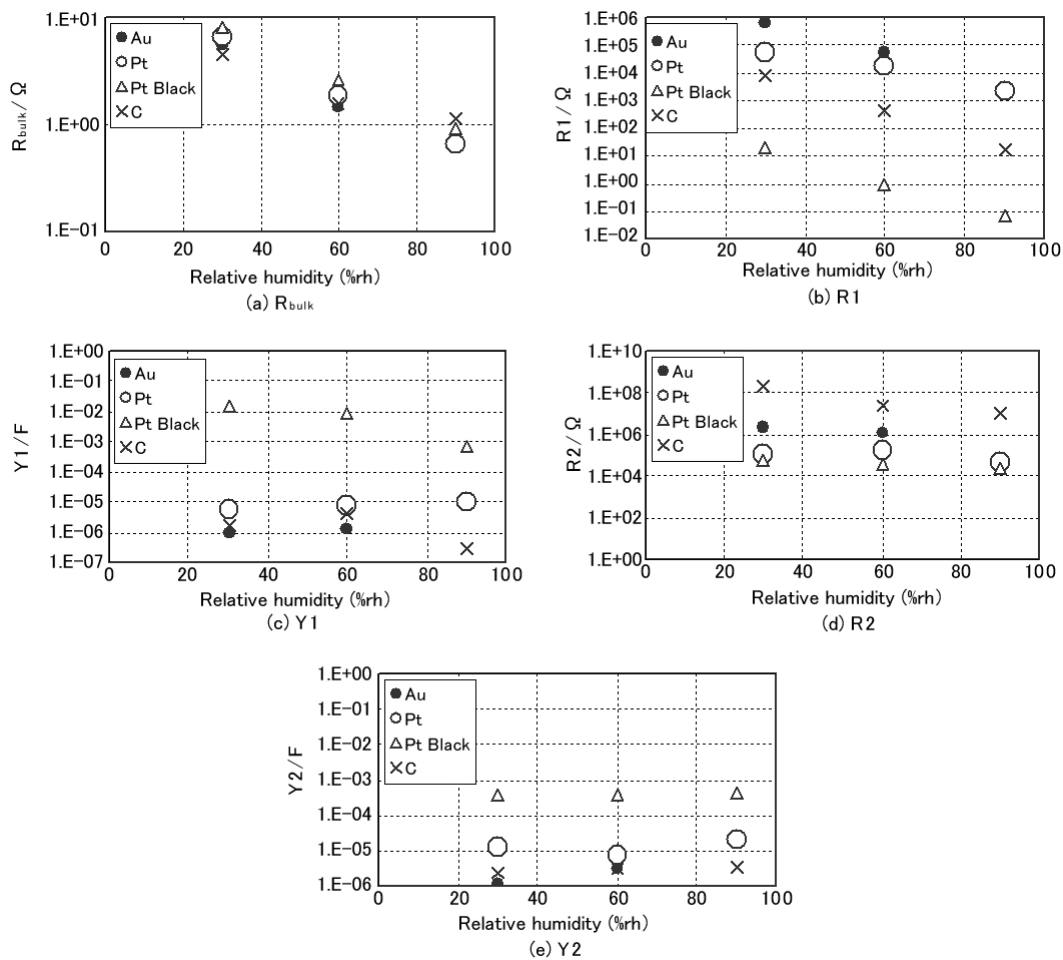 1.E+01
1.E+00
1.E-01
R_bulk/Ω
Au
Pt
Pt Black
C
0 20 40 60 80 100
Relative humidity (%rh)
(a) R_bulk
1.E+06
1.E+05
1.E+04
1.E+03
1.E+02
1.E+01
1.E+00
1.E-01
1.E-02
R1/Ω
Au
Pt
Pt Black
C
0 20 40 60 80 100
Relative humidity (%rh)
(b) R1
1.E+00
1.E-01
1.E-02
1.E-03
1.E-04
1.E-05
1.E-06
1.E-07
Y1/F
Au
Pt
Pt Black
C
0 20 40 60 80 100
Relative humidity (%rh)
(c) Y1
1.E+10
1.E+08
1.E+06
1.E+04
1.E+02
1.E+00
R2/Ω
Au
Pt
Pt Black
C
0 20 40 60 80 100
Relative humidity (%rh)
(d) R2
1.E+00
1.E-01
1.E-02
1.E-03
1.E-04
1.E-05
1.E-06
Y2/F
Au
Pt
Pt Black
C
0 20 40 60 80 100
Relative humidity (%rh)
(e) Y2